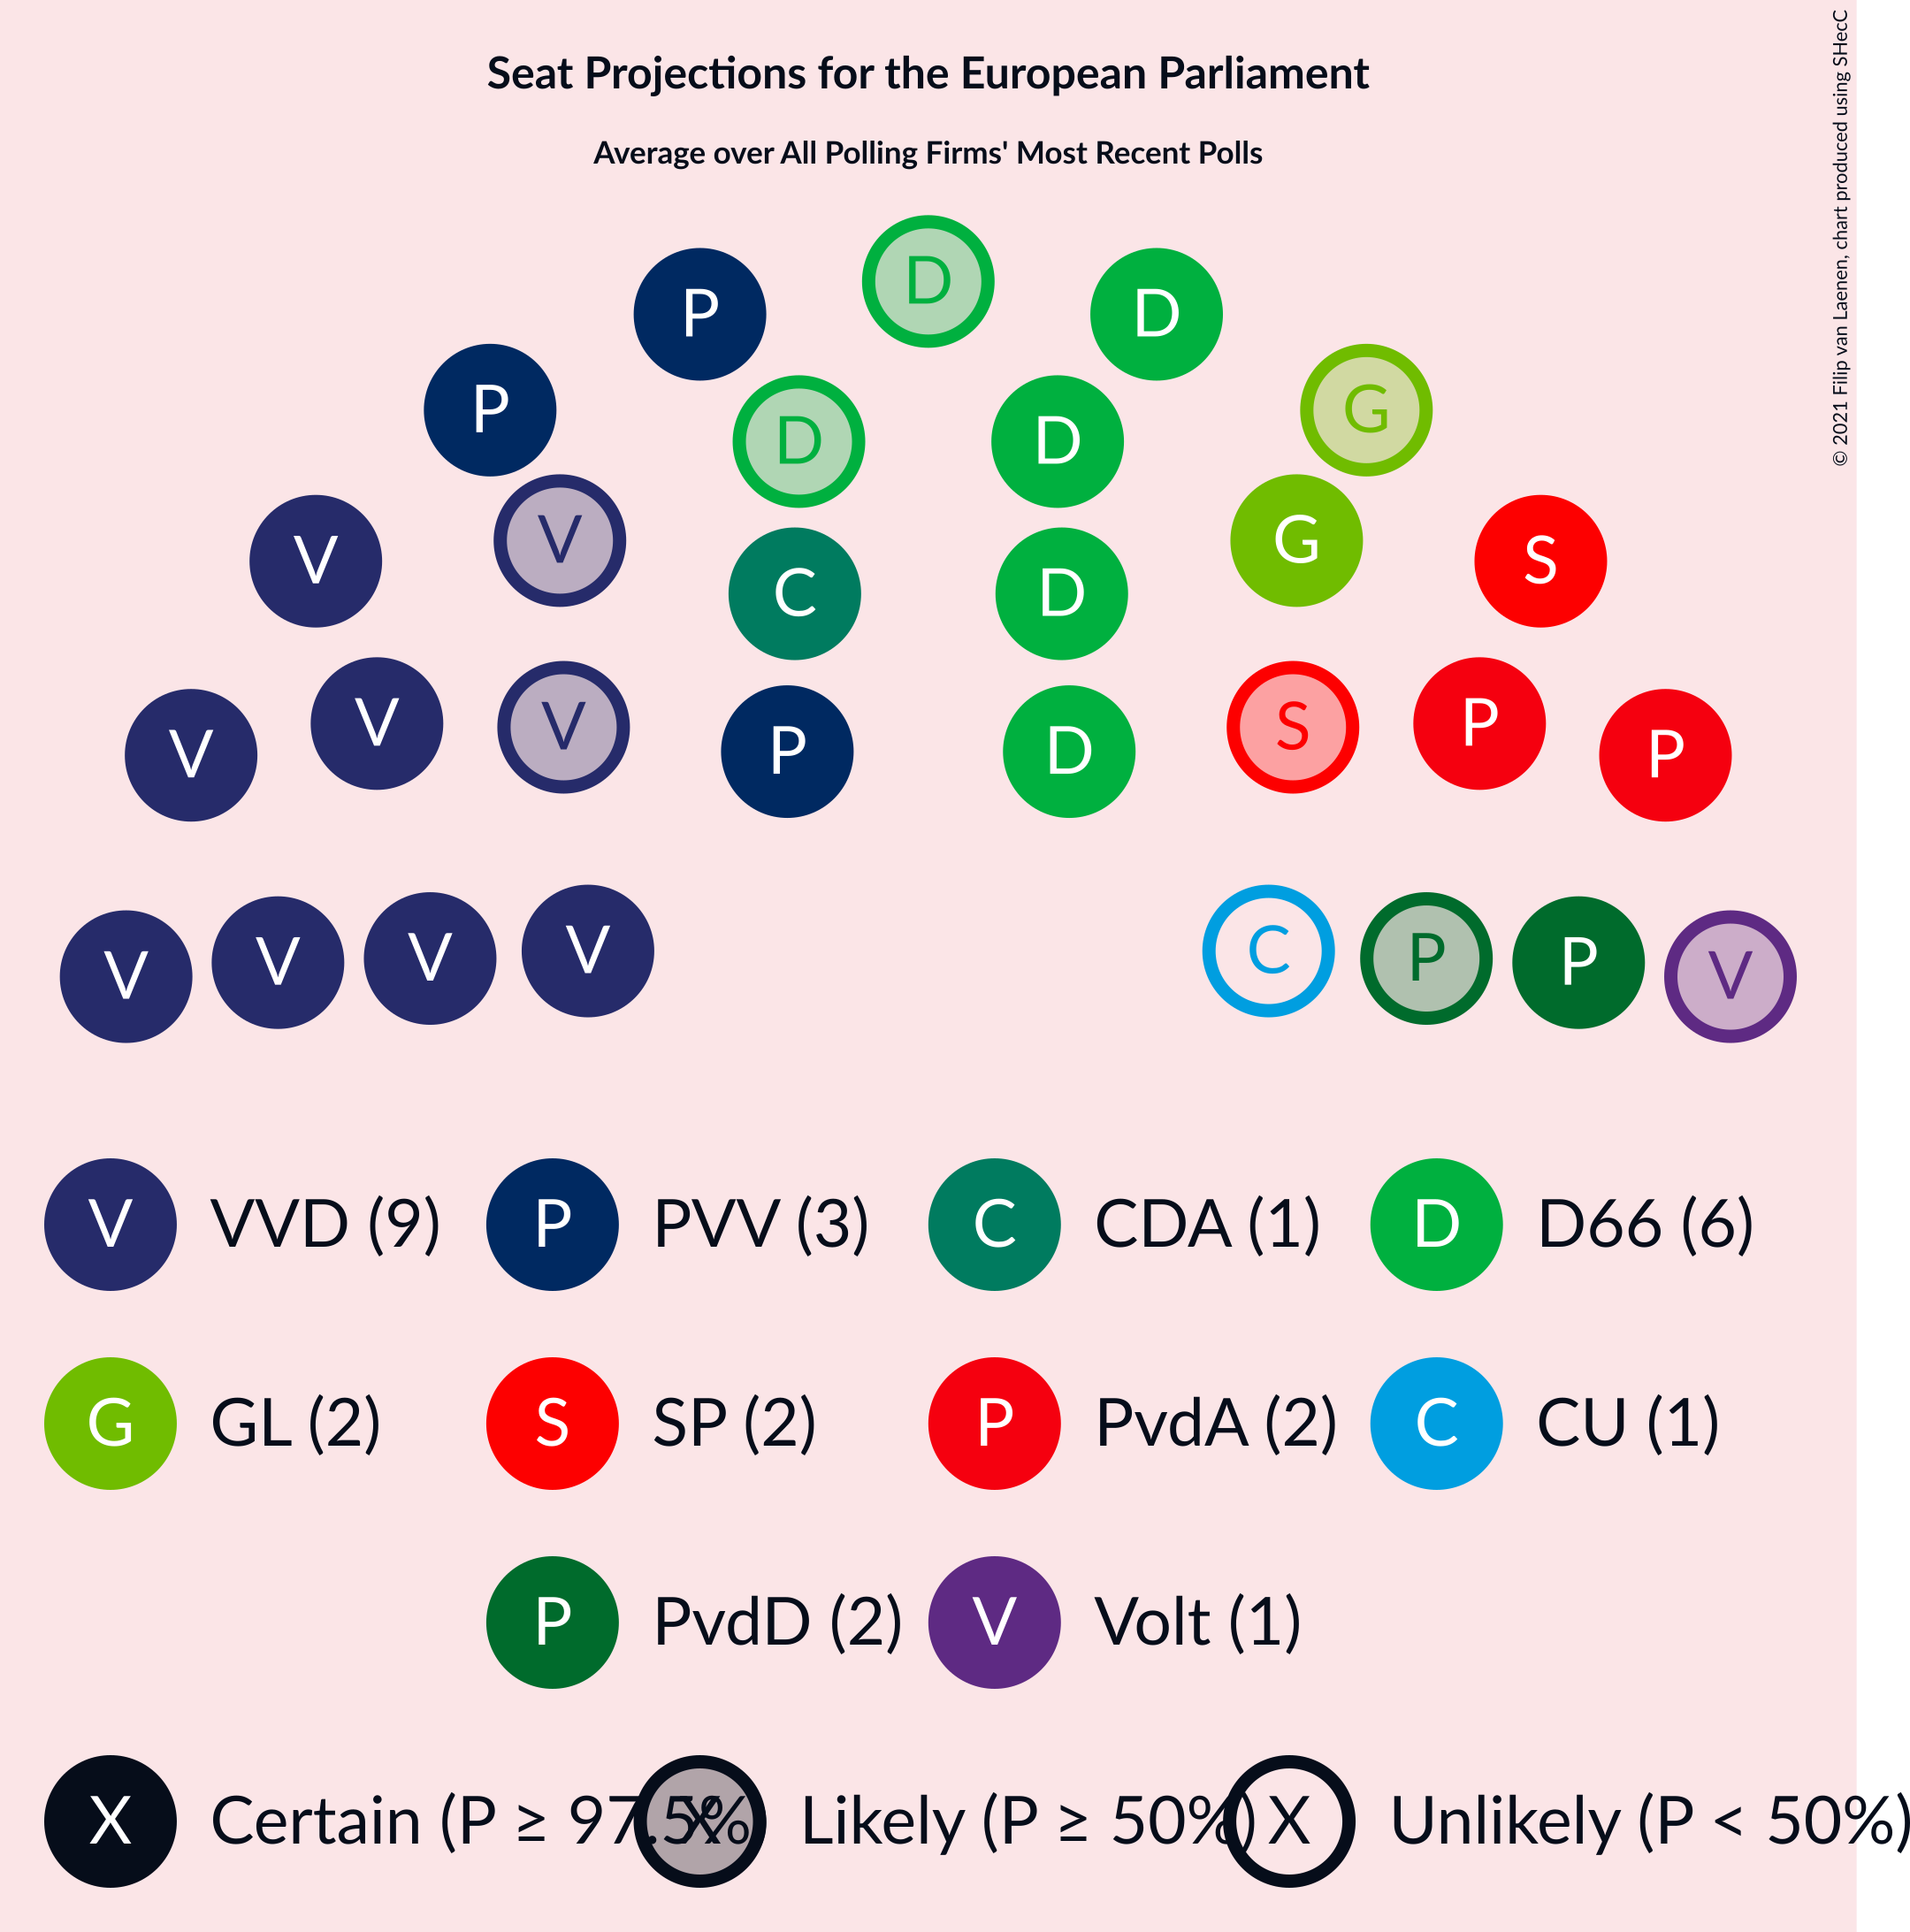 Seat Projections for the European Parliament
Average over All Polling Firms' Most Recent Polls
© 2021 Filip van Laenen, chart produced using SHecC
D
P D
P G
D D
V V G S
C D
V V V P D S P P
V V V V C P P V
V VVD (9) P PVV (3) C CDA (1) D D66 (6)
G GL (2) S SP (2) P PvdA (2) C CU (1)
P PvdD (2) V Volt (1)
X Certain (P ≥ 97.5% X Likely (P ≥ 50%) X Unlikely (P < 50%)